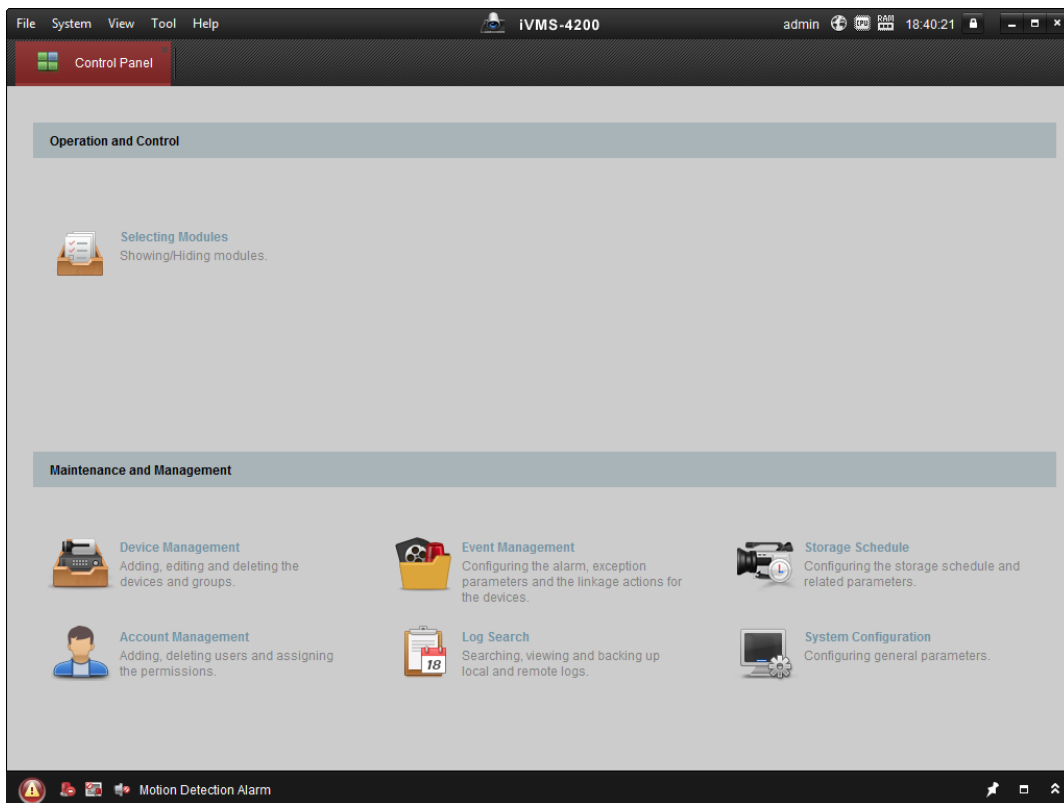 File System View Tool Help iVMS-4200 admin CPU RAM 18:40:21
Control Panel
Operation and Control
Selecting Modules
Showing/Hiding modules.
Maintenance and Management
Device Management
Adding, editing and deleting the
devices and groups.
Event Management
Configuring the alarm, exception
parameters and the linkage actions for
the devices.
Storage Schedule
Configuring the storage schedule and
related parameters.
Account Management
Adding, deleting users and assigning
the permissions.
18
Log Search
Searching, viewing and backing up
local and remote logs.
System Configuration
Configuring general parameters.
Motion Detection Alarm